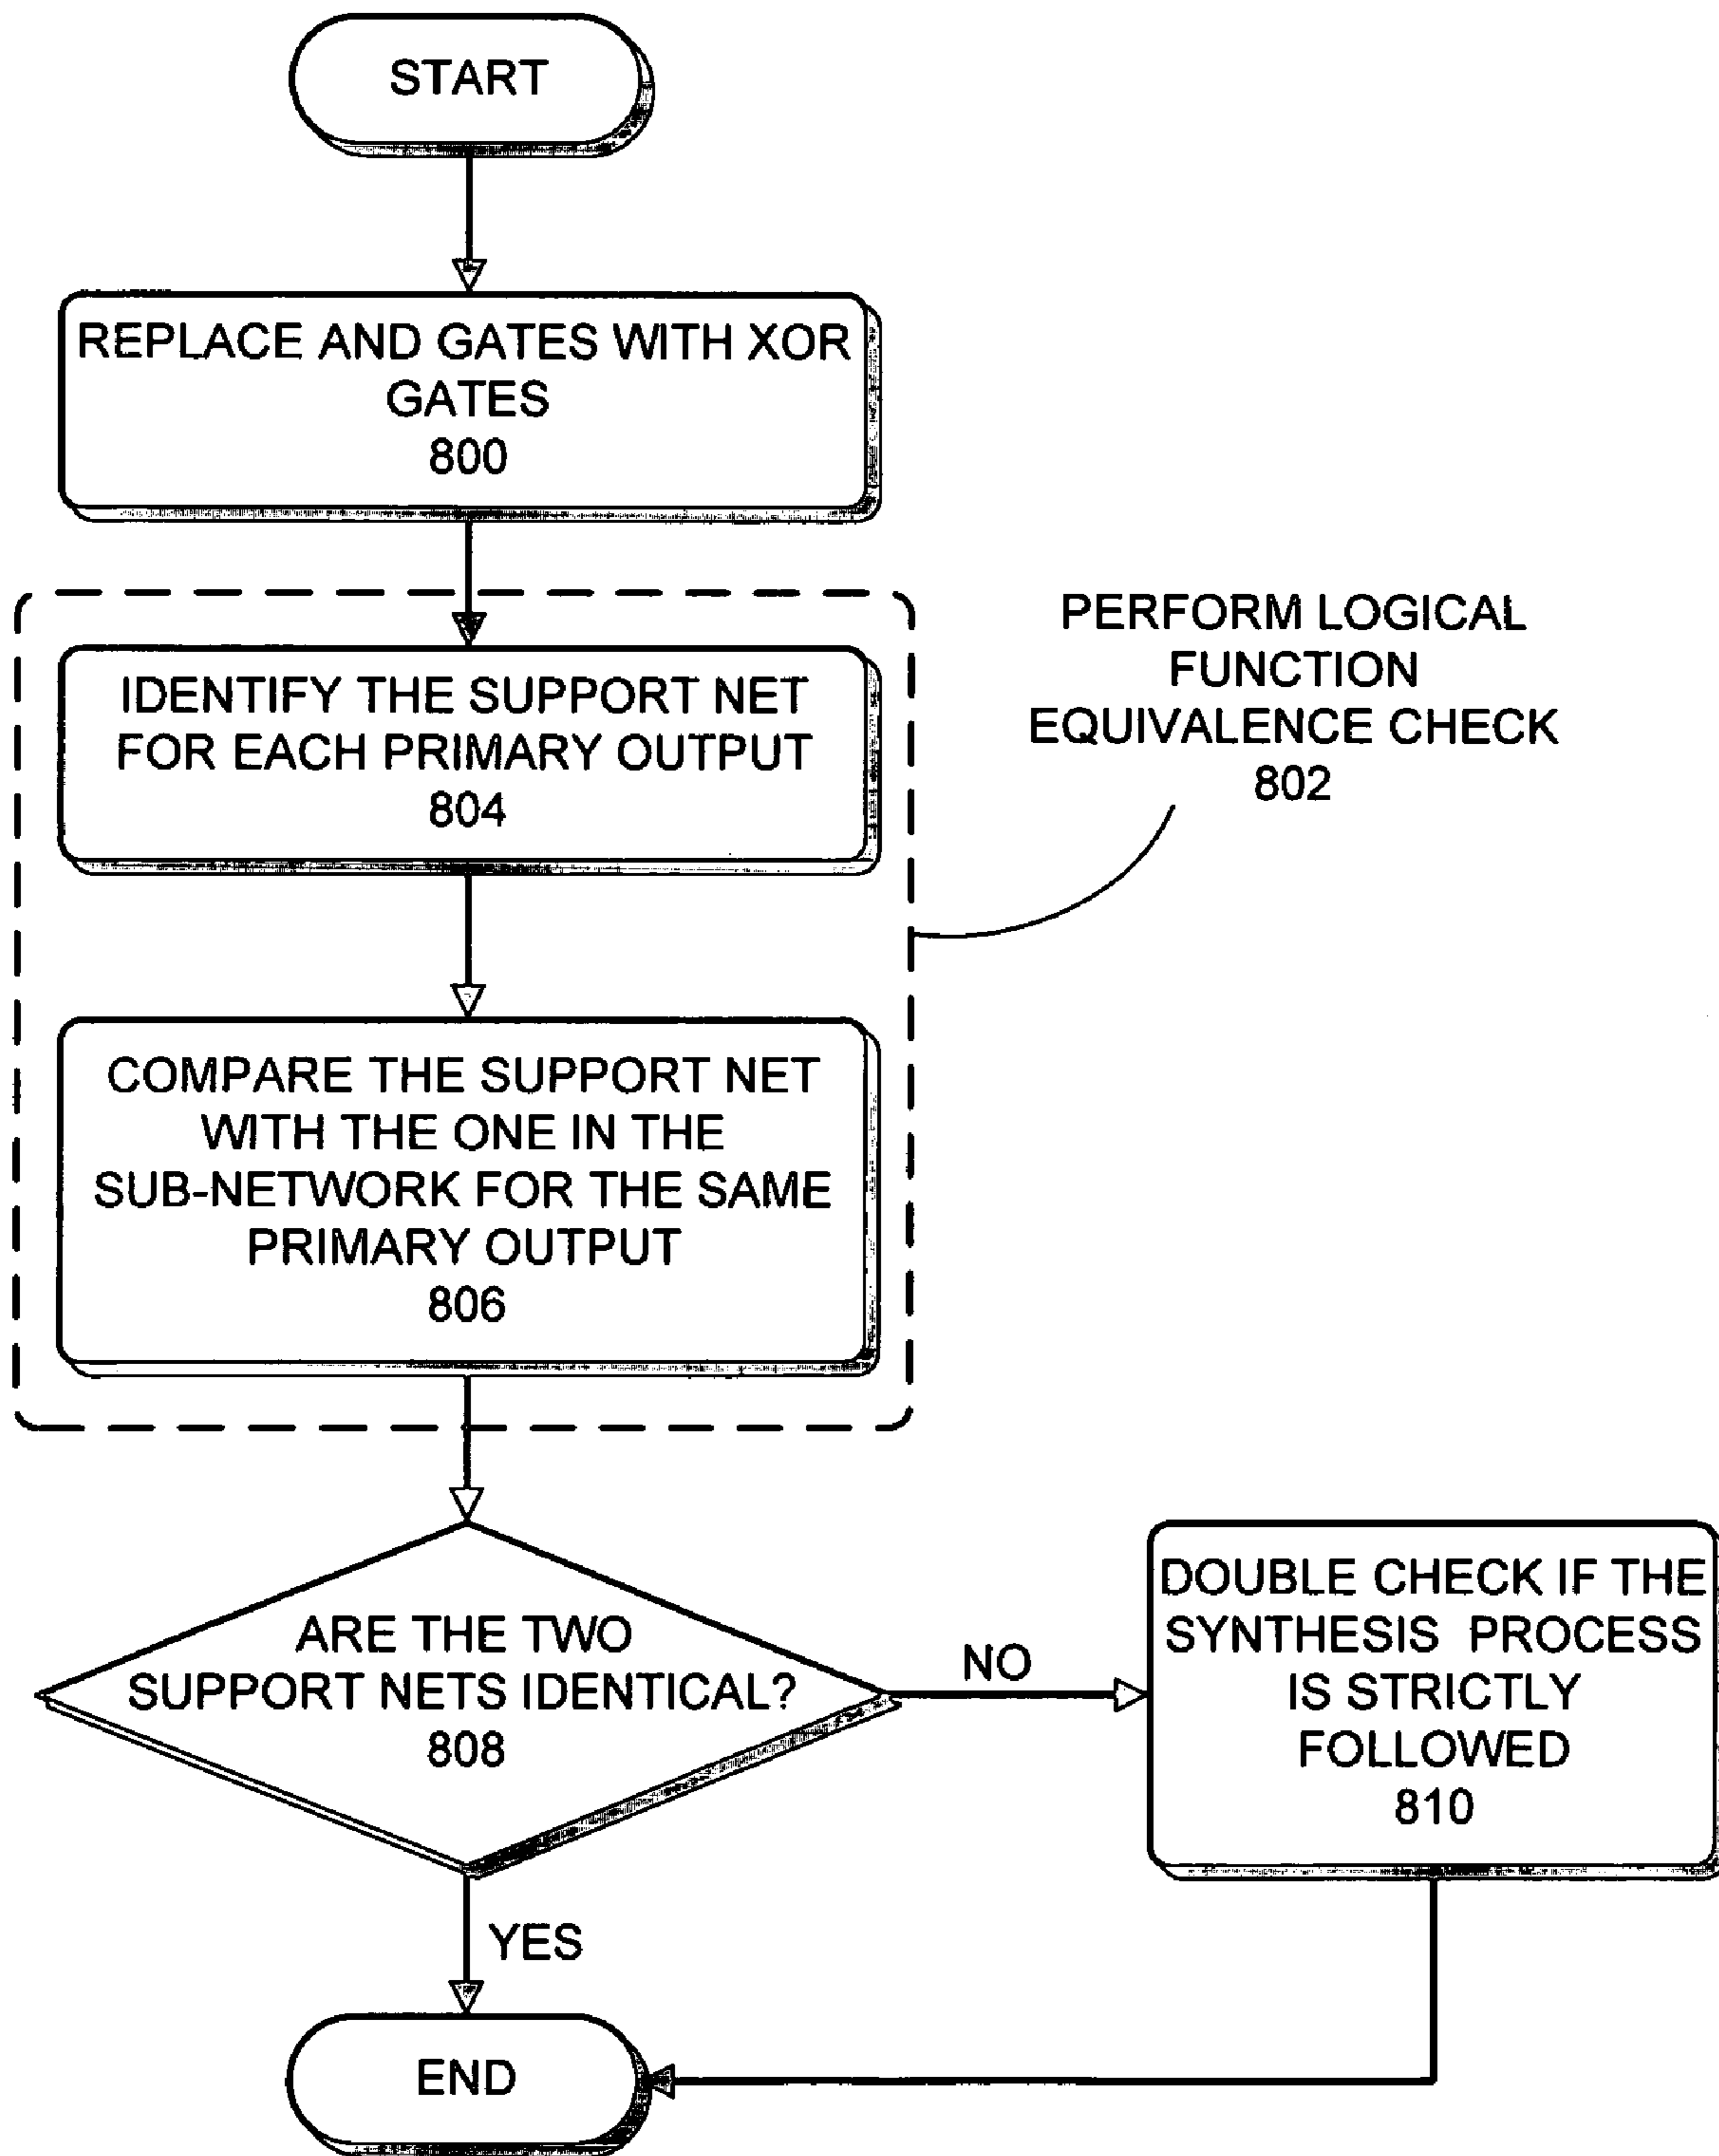 START
REPLACE AND GATES WITH XOR
GATES
800
PERFORM LOGICAL
FUNCTION
EQUIVALENCE CHECK
802
IDENTIFY THE SUPPORT NET
FOR EACH PRIMARY OUTPUT
804
COMPARE THE SUPPORT NET
WITH THE ONE IN THE
SUB-NETWORK FOR THE SAME
PRIMARY OUTPUT
806
ARE THE TWO
SUPPORT NETS IDENTICAL?
808
NO
DOUBLE CHECK IF THE
SYNTHESIS PROCESS
IS STRICTLY
FOLLOWED
810
YES
END